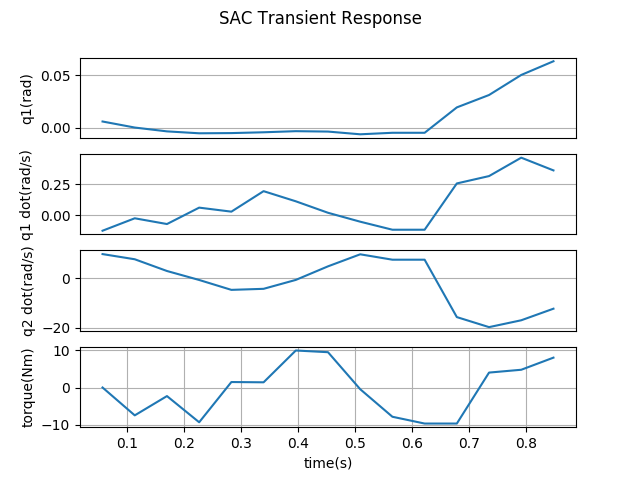 SAC Transient Response
q1(rad)
0.05
0.00
q1 dot(rad/s)
0.25
0.00
q2 dot(rad/s)
0
−20
torque(Nm)
10
0
−10
0.1 0.2 0.3 0.4 0.5 0.6 0.7 0.8
time(s)